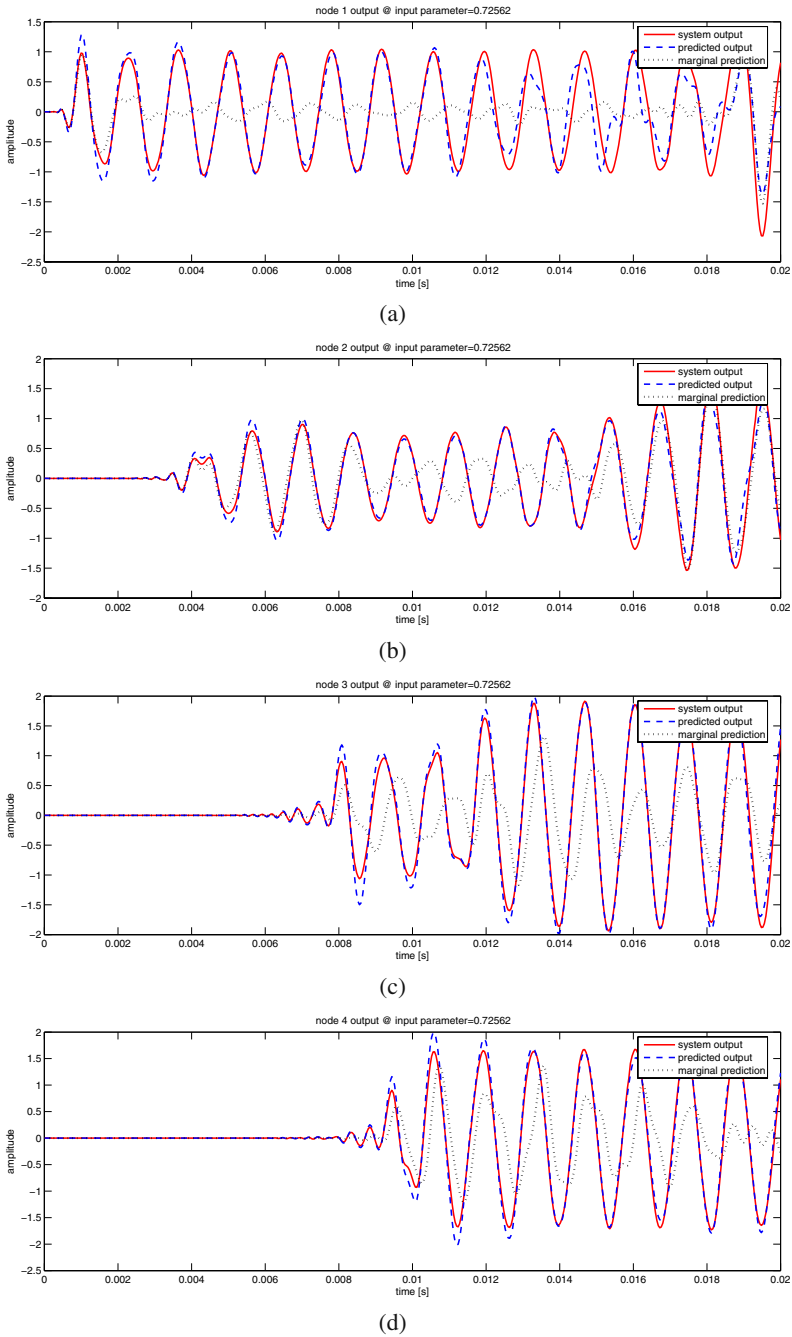 node 1 output @ input parameter=0.72562
1.5
1
0.5
0
−0.5
−1
−1.5
−2
−2.5
amplitude
system output
predicted output
marginal prediction
0 0.002 0.004 0.006 0.008 0.01 0.012 0.014 0.016 0.018 0.02
time [s]
(a)
node 2 output @ input parameter=0.72562
2
1.5
1
0.5
0
−0.5
−1
−1.5
−2
amplitude
system output
predicted output
marginal prediction
0 0.002 0.004 0.006 0.008 0.01 0.012 0.014 0.016 0.018 0.02
time [s]
(b)
node 3 output @ input parameter=0.72562
2
1.5
1
0.5
0
−0.5
−1
−1.5
−2
amplitude
system output
predicted output
marginal prediction
0 0.002 0.004 0.006 0.008 0.01 0.012 0.014 0.016 0.018 0.02
time [s]
(c)
node 4 output @ input parameter=0.72562
2
1.5
1
0.5
0
−0.5
−1
−1.5
−2
−2.5
amplitude
system output
predicted output
marginal prediction
0 0.002 0.004 0.006 0.008 0.01 0.012 0.014 0.016 0.018 0.02
time [s]
(d)